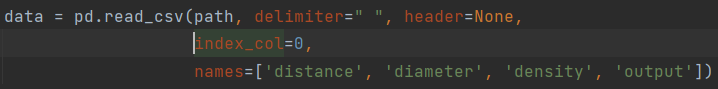 data = pd.read_csv(path, delimiter=" ", header=None,
index_col=0,
names=['distance', 'diameter', 'density', 'output'])